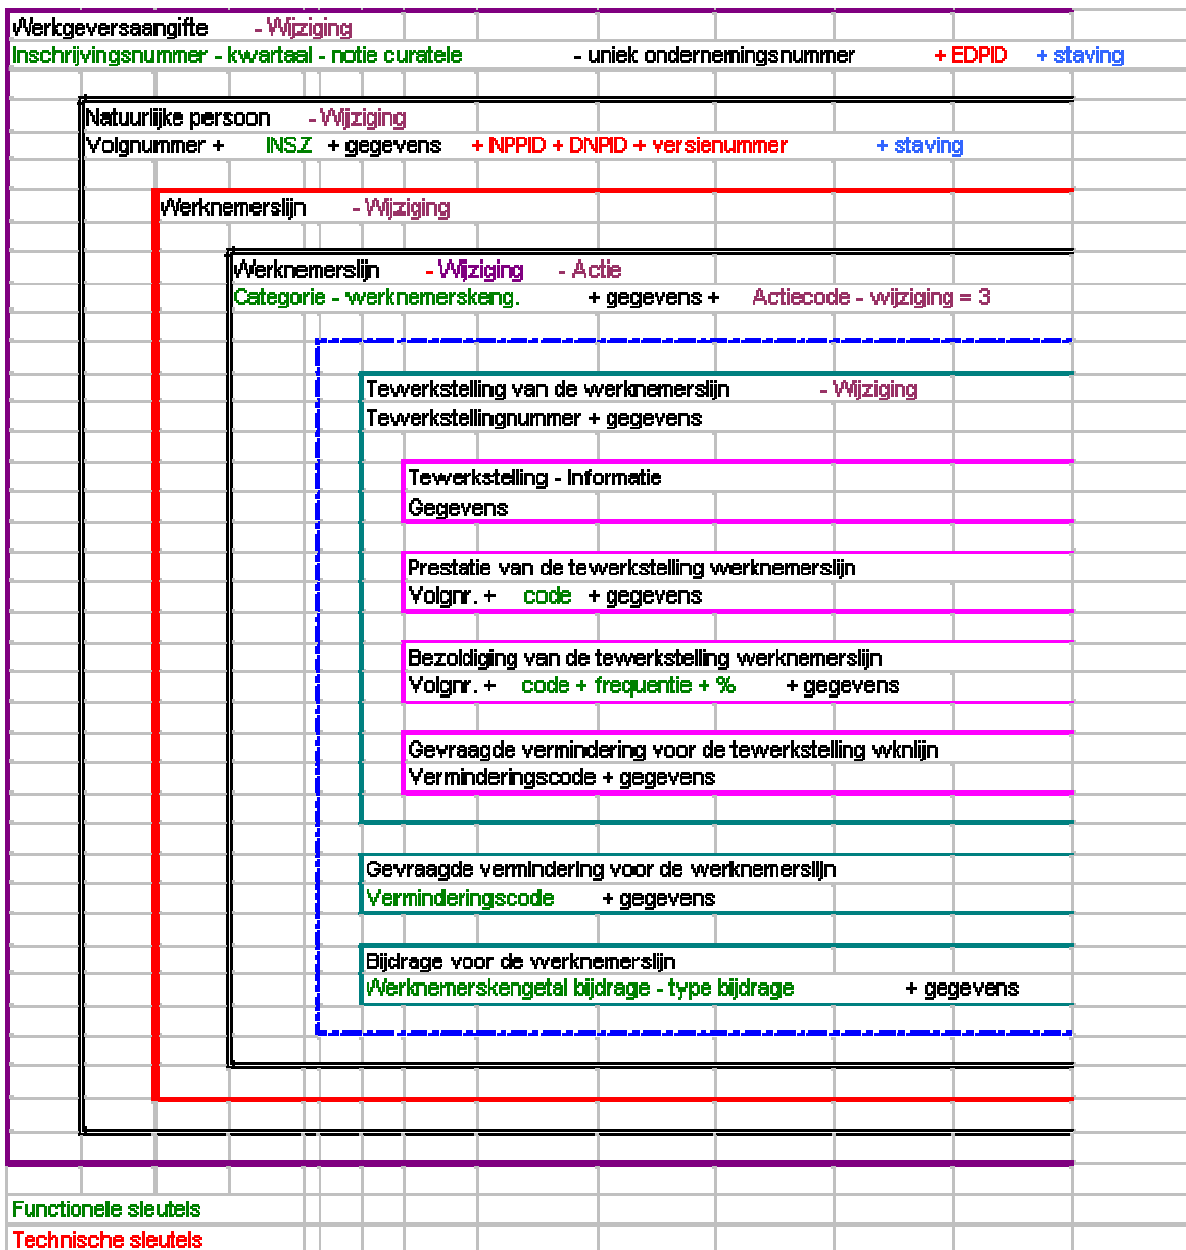 Werkgeversaangifte - Wijziging
Inschrijvingsnummer - kwartaal - notie curatele - uniek ondernemingsnummer + EDPID + staving
Natuurlijke persoon - Wijziging
Volgnummer + INSZ + gegevens + NPPID + DNPID + versienummer + staving
Werknemerslijn - Wijziging
Werknemerslijn - Wijziging - Actie
Categorie - werknemerskeng. + gegevens + Actiecode - wijziging = 3
Tewerkstelling van de werknemerslijn - Wijziging
Tewerkstellingnummer + gegevens
Tewerkstelling - Informatie
Gegevens
Prestatie van de tewerkstelling werknemerslijn
Volgnr. + code + gegevens
Bezoldiging van de tewerkstelling werknemerslijn
Volgnr. + code + frequentie + % + gegevens
Gevraagde vermindering voor de tewerkstelling wknlijn
Verminderingscode + gegevens
Gevraagde vermindering voor de werknemerslijn
Verminderingscode + gegevens
Bijdrage voor de werknemerslijn
Werknemerskengetal bijdrage - type bijdrage + gegevens
Functionele sleutels
Technische sleutels